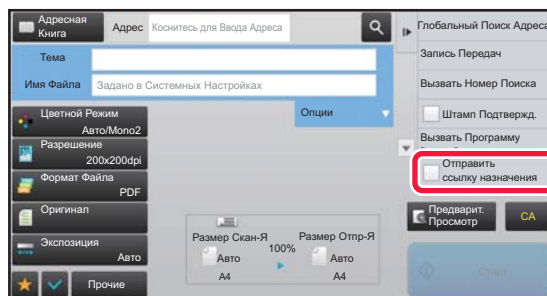 Адресная
Книга
Адрес
Коснитесь для Ввода Адреса
Тема
Имя Файла
Задано в Системных Настройках
Опции
Цветной Режим
Авто/Mono2
Разрешение
200x200dpi
Формат Файла
PDF
Оригинал
Экспозиция
Авто
Прочие
Размер Скан-Я
Авто
A4
100%
Размер Отпр-Я
Авто
A4
Глобальный Поиск Адреса
Запись Передач
Вызвать Номер Поиска
Штамп Подтвержд.
Вызвать Программу
Отправить
ссылку назначения
Предварит.
Просмотр
CA
Старт